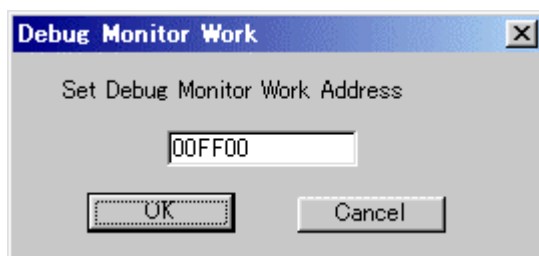 Debug Monitor Work
Set Debug Monitor Work Address
00FF00
OK Cancel